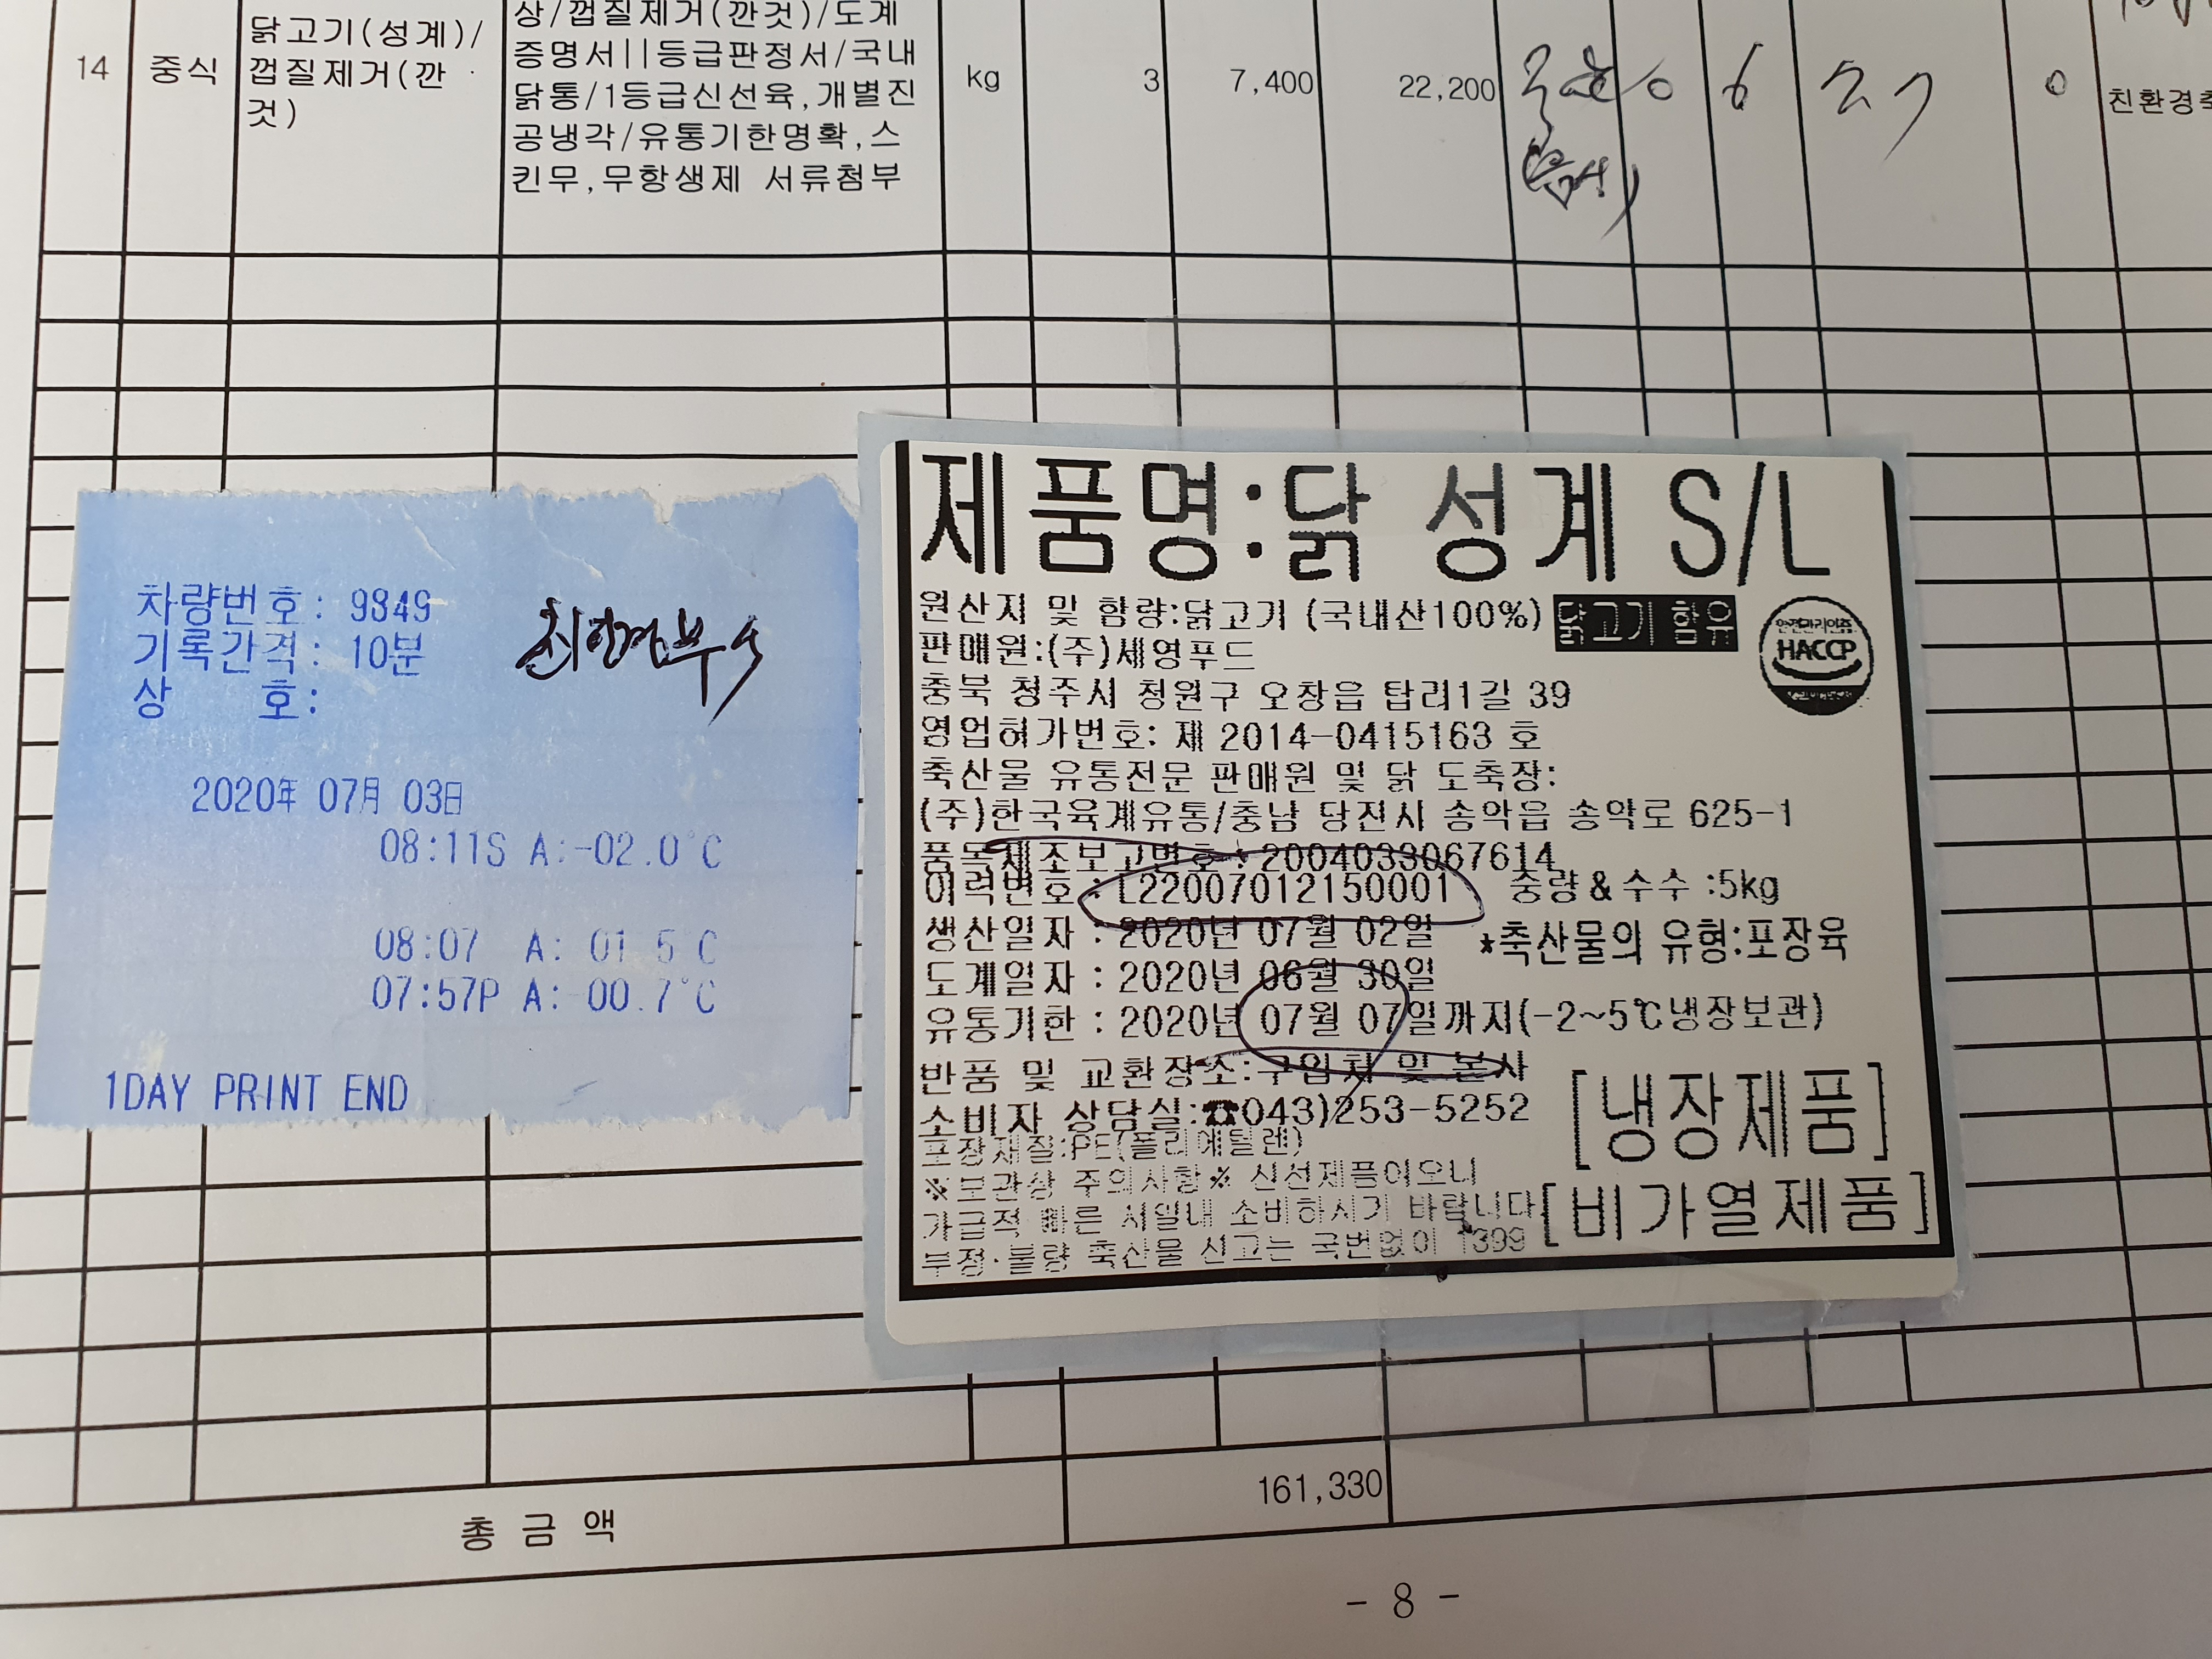 상/껍질제거(깐것)/도계
증명서||등급판정서/국내
닭통/1등급신선육,개별진
공냉각/유통기한명확,스
킨무,무항생제 서류첨부
14
중식
닭고기(성계)/
껍질제거(깐
것)
kg
3
7,400
22,200
6
0
친환경축
차량번호: 9849
기록간격: 10분
상 호:
2020年 07月 03日
08:11S A:-02.0℃
08:07 A: 01 5 C
07:57P A: 00.7℃
1DAY PRINT END
제품명:닭 성계 S/L
원산지 및 함량:닭고기 (국내산100%) 닭고기 함유
HACCP
판매원:(주)세영푸드
충북 청주시 청원구 오창읍 탑리1길 39
영업허가번호: 제 2014-0415163 호
축산물 유통전문 판매원 및 닭 도축장:
(주)한국육계유통/충남 당진시 송악읍 송악로 625-1
품목제조보고번호 : 2004033067614
이력번호 : L22007012150001 중량&수수 :5kg
생산일자 : 2020년 07월 02일 *축산물의 유형:포장육
도계일자 : 2020년 06월 30일
유통기한 : 2020년 07월 07일까지(-2~5℃냉장보관)
반품 및 교환장소:구입처 및 본사
소비자 상담실:☎043)253-5252
[냉장제품]
포장재질:PE(폴리에틸렌)
※보관상 주의사항※ 신선제품이오니
가급적 빠른 시일내 소비하시기 바랍니다
[비가열제품]
부정·불량 축산물 신고는 국번없이 1399
161,330
총 금 액
- 8 -